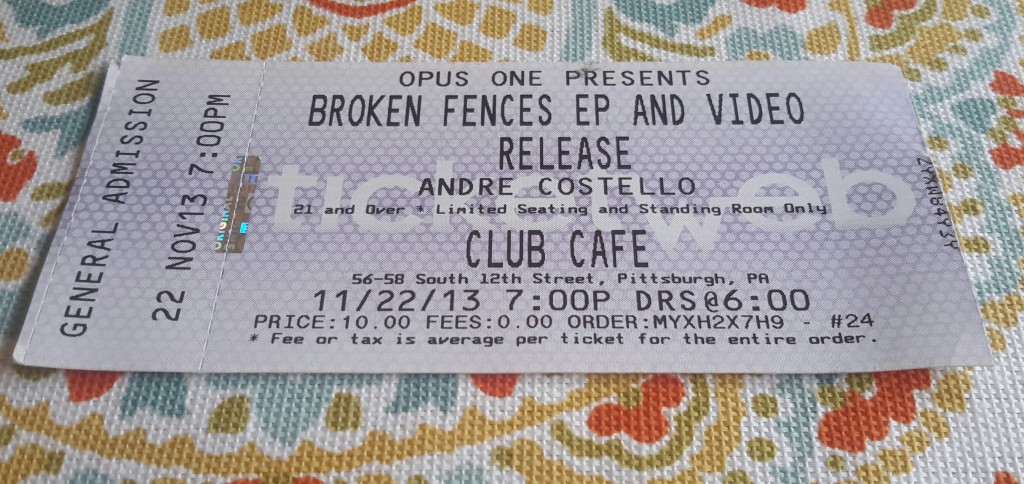 GENERAL ADMISSION
22 NOV13 7:00PM
OPUS ONE PRESENTS
BROKEN FENCES EP AND VIDEO
RELEASE
ANDRE COSTELLO
21 and Over * Limited Seating and Standing Room Only
CLUB CAFE
56-58 South 12th Street, Pittsburgh, PA
11/22/13 7:00P DRS@6:00
PRICE:10.00 FEES:0.00 ORDER:MYXH2X7H9 - #24
* Fee or tax is average per ticket for the entire order.
ticketweb